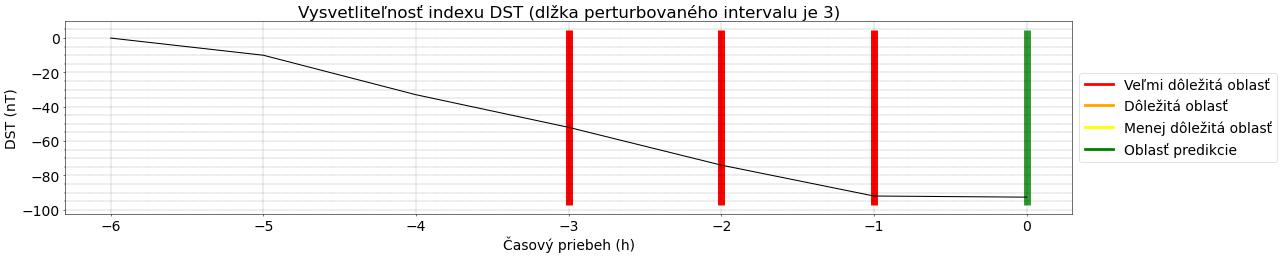 Vysvetliteľnosť indexu DST (dĺžka perturbovaného intervalu je 3)
DST (nT)
0
−20
−40
−60
−80
−100
−6
−5
−4
−3
−2
−1
0
Časový priebeh (h)
Veľmi dôležitá oblasť
Dôležitá oblasť
Menej dôležitá oblasť
Oblasť predikcie